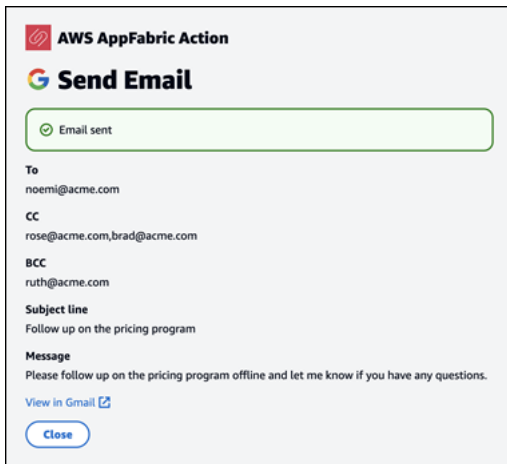 AWS AppFabric Action
Send Email
Email sent
To
noemi@acme.com
CC
rose@acme.com,brad@acme.com
BCC
ruth@acme.com
Subject line
Follow up on the pricing program
Message
Please follow up on the pricing program offline and let me know if you have any questions.
View in Gmail
Close